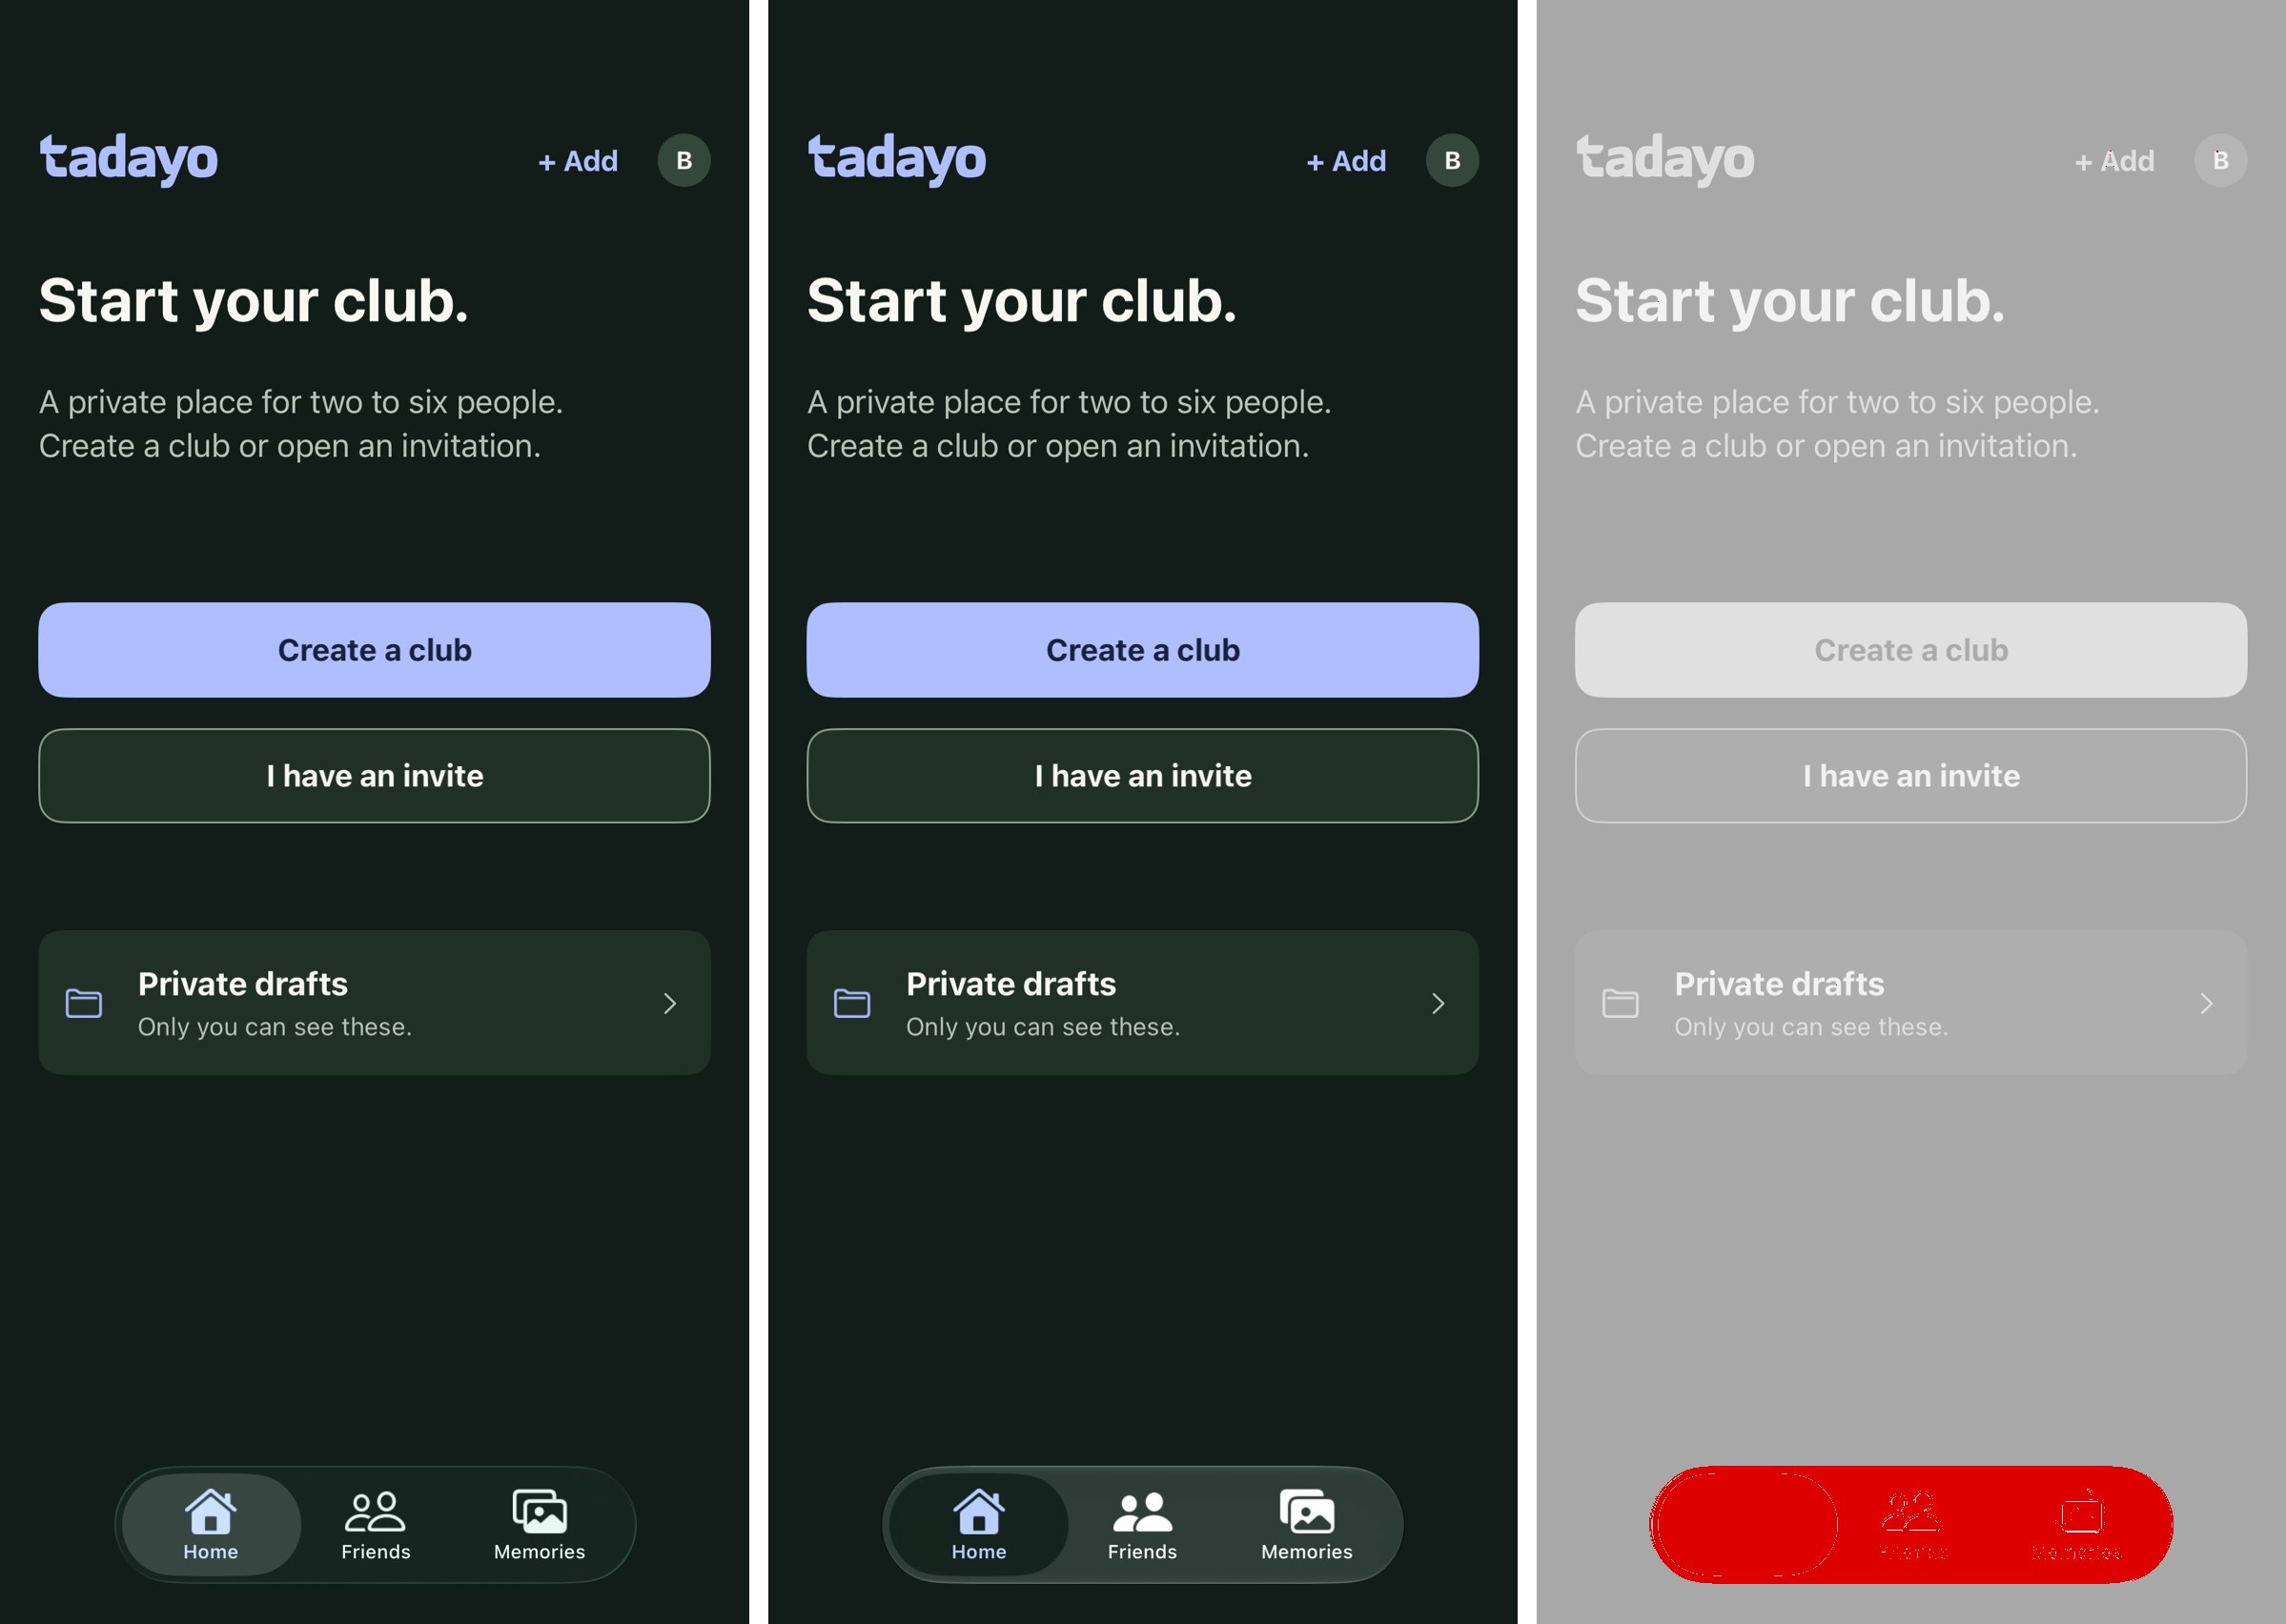 tadayo + Add B
Start your club.
A private place for two to six people.
Create a club or open an invitation.
Create a club
I have an invite
Private drafts
Only you can see these.
Home Friends Memories
tadayo + Add B
Start your club.
A private place for two to six people.
Create a club or open an invitation.
Create a club
I have an invite
Private drafts
Only you can see these.
Home Friends Memories
tadayo + Add B
Start your club.
A private place for two to six people.
Create a club or open an invitation.
Create a club
I have an invite
Private drafts
Only you can see these.